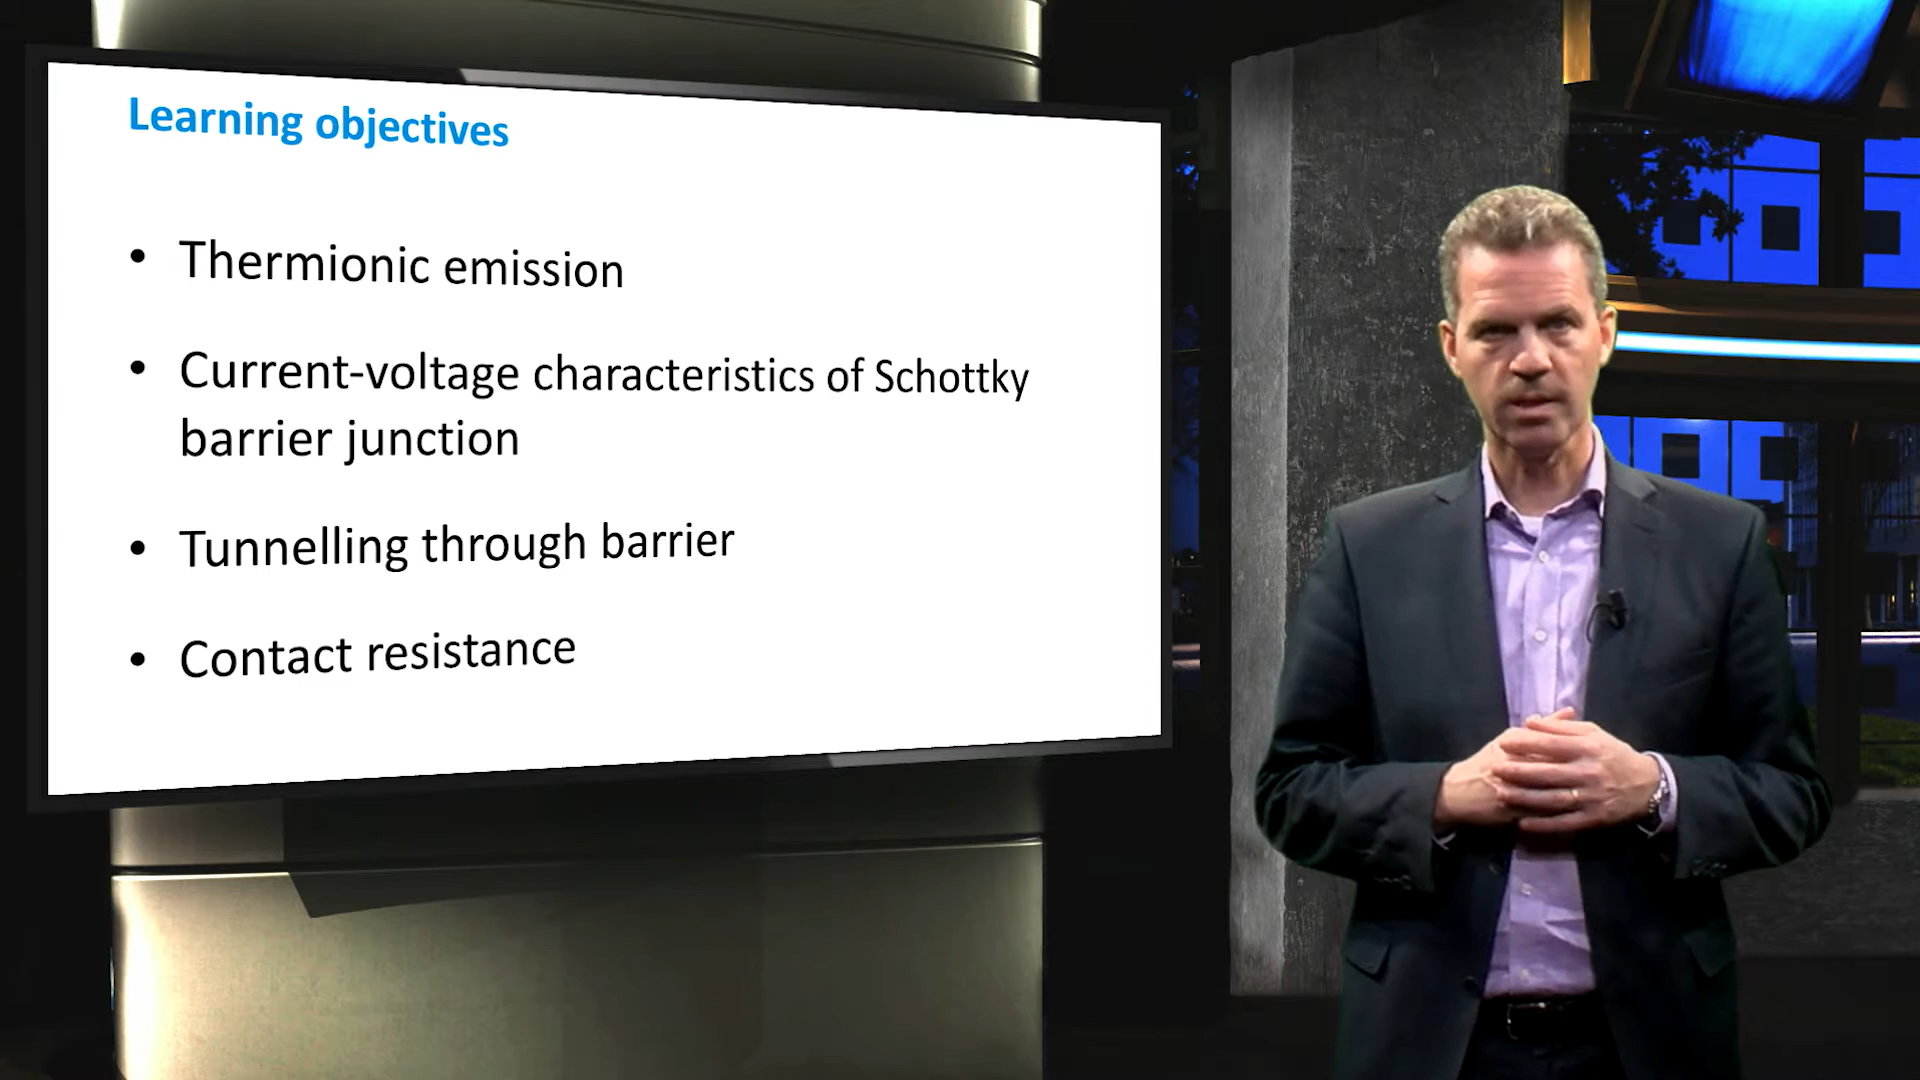 Learning objectives
• Thermionic emission
• Current-voltage characteristics of Schottky
barrier junction
• Tunnelling through barrier
• Contact resistance